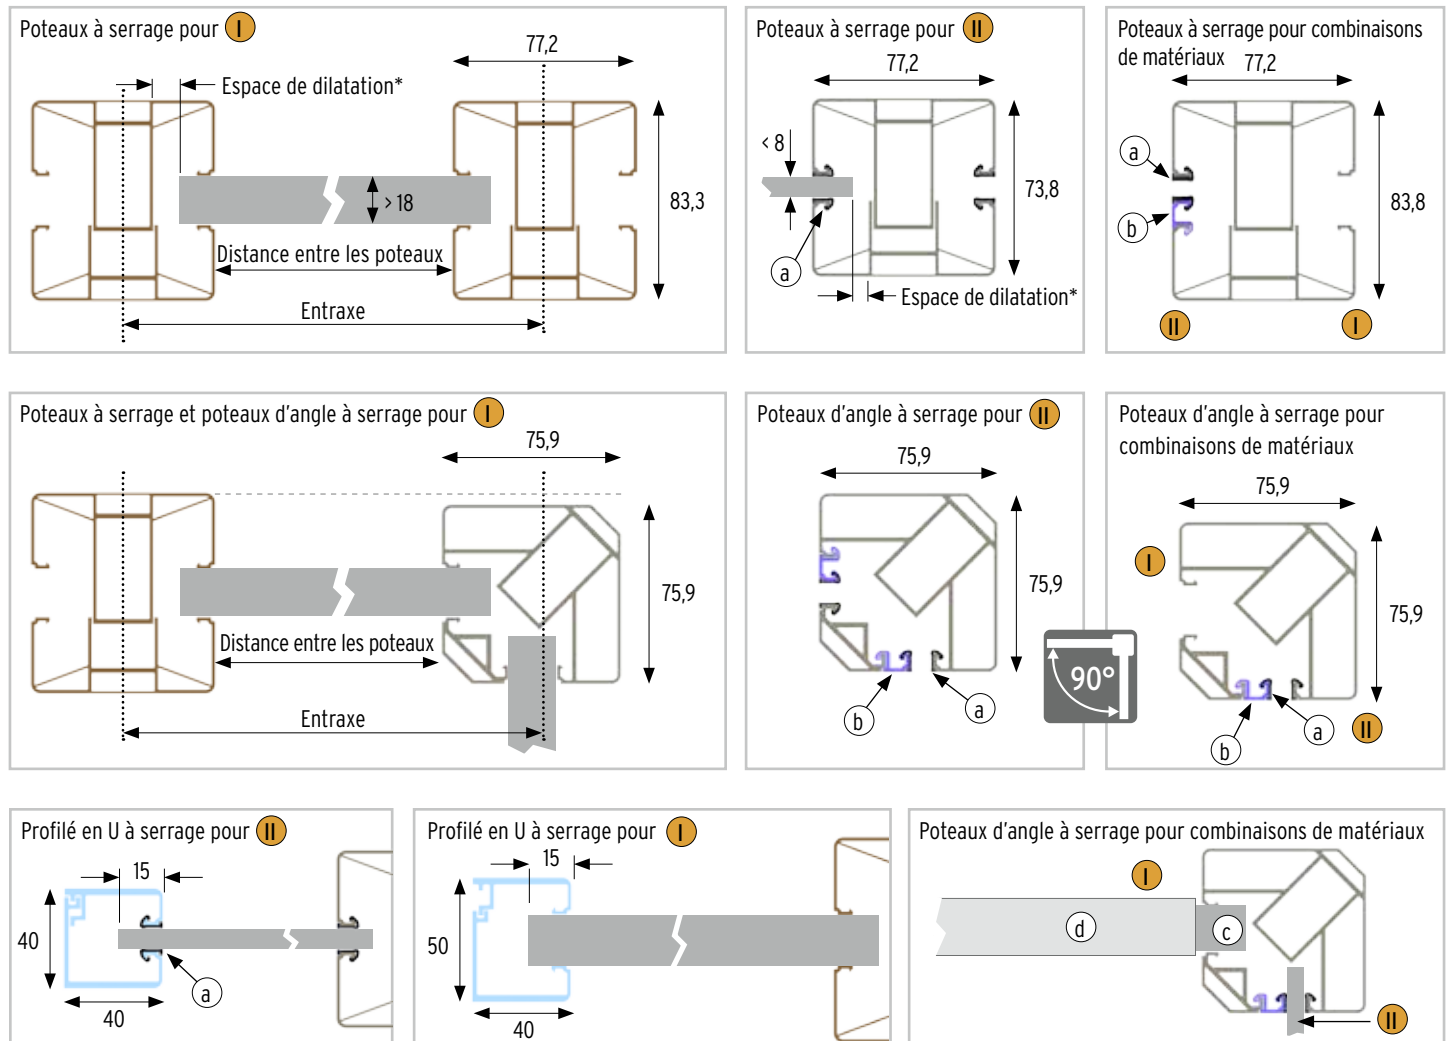 Poteaux à serrage pour I
77,2
Espace de dilatation*
> 18
83,3
Distance entre les poteaux
Entraxe
Poteaux à serrage pour II
77,2
< 8
73,8
a
Espace de dilatation*
Poteaux à serrage pour combinaisons
de matériaux
77,2
a
b
83,8
II
I
Poteaux à serrage et poteaux d'angle à serrage pour I
75,9
75,9
Distance entre les poteaux
Entraxe
Poteaux d'angle à serrage pour II
75,9
75,9
b
a
90°
Poteaux d'angle à serrage pour
combinaisons de matériaux
75,9
I
75,9
a
b
II
Profilé en U à serrage pour II
15
40
a
40
Profilé en U à serrage pour I
15
50
40
Poteaux d'angle à serrage pour combinaisons de matériaux
I
d
c
II